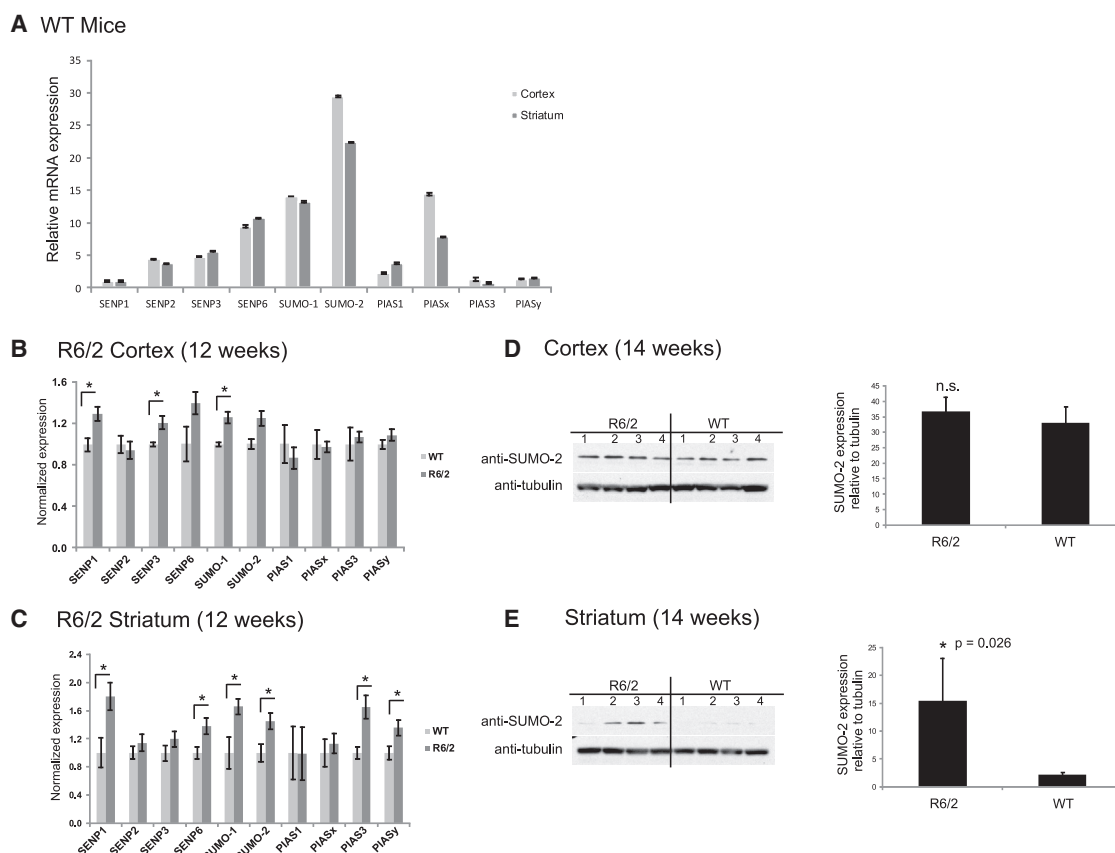 A WT Mice
Relative mRNA expression
35
30
25
20
15
10
5
0
Cortex
Striatum
SENP1 SENP2 SENP3 SENP6 SUMO-1 SUMO-2 PIAS1 PIASx PIAS3 PIASy
B R6/2 Cortex (12 weeks)
Normalized expression
1.6
1.2
0.8
0.4
0.0
* * *
WT
R6/2
SENP1 SENP2 SENP3 SENP6 SUMO-1 SUMO-2 PIAS1 PIASx PIAS3 PIASy
C R6/2 Striatum (12 weeks)
Normalized expression
2.4
2.0
1.6
1.2
0.8
0.4
0.0
* * * * * *
WT
R6/2
SENP1 SENP2 SENP3 SENP6 SUMO-1 SUMO-2 PIAS1 PIASx PIAS3 PIASy
D Cortex (14 weeks)
R6/2 WT
1 2 3 4 1 2 3 4
anti-SUMO-2
anti-tubulin
SUMO-2 expression
relative to tubulin
45
40
35
30
25
20
15
10
5
0
n.s.
R6/2 WT
E Striatum (14 weeks)
R6/2 WT
1 2 3 4 1 2 3 4
anti-SUMO-2
anti-tubulin
SUMO-2 expression
relative to tubulin
25
20
15
10
5
0
* p = 0.026
R6/2 WT